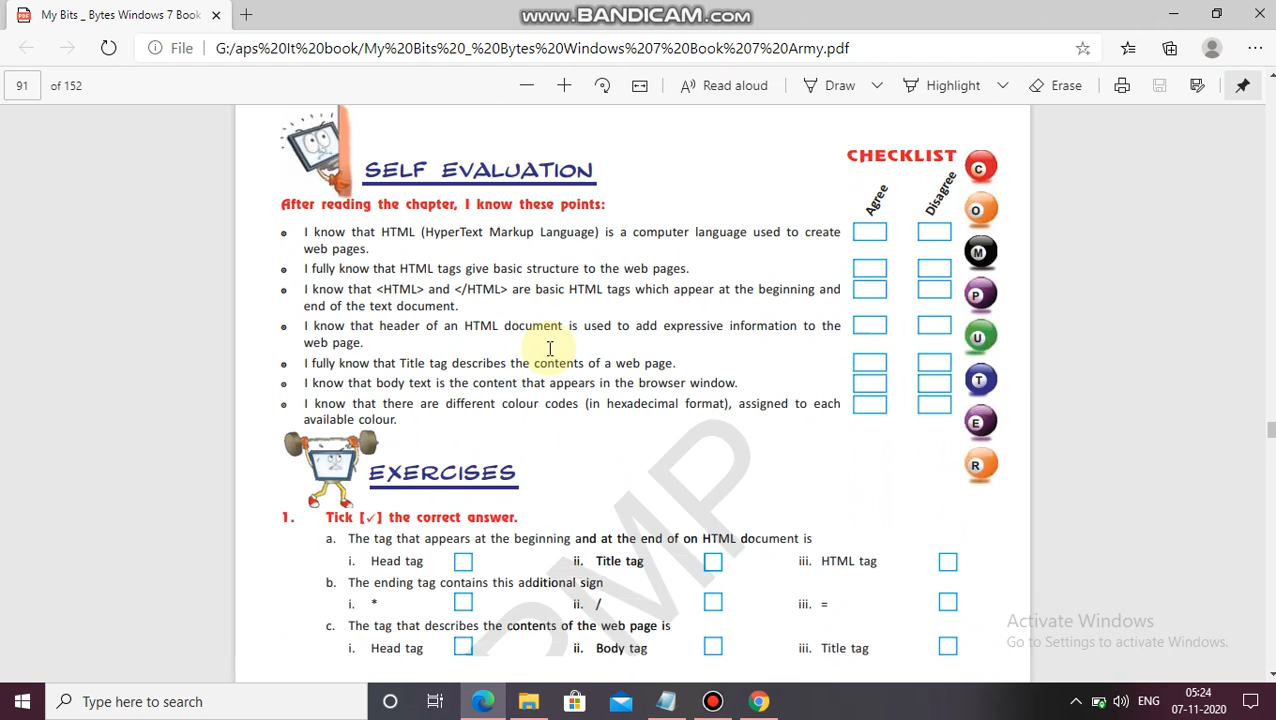 My Bits _ Bytes Windows 7 Book
www.BANDICAM.com
File G:/aps%20It%20book/My%20Bits%20_%20Bytes%20Windows%207%20Book%207%20Army.pdf
91 of 152
Read aloud Draw Highlight Erase
SELF EVALUATION
CHECKLIST
Agree Disagree
After reading the chapter, I know these points:
I know that HTML (HyperText Markup Language) is a computer language used to create
web pages.
I fully know that HTML tags give basic structure to the web pages.
I know that <HTML> and </HTML> are basic HTML tags which appear at the beginning and
end of the text document.
I know that header of an HTML document is used to add expressive information to the
web page.
I fully know that Title tag describes the contents of a web page.
I know that body text is the content that appears in the browser window.
I know that there are different colour codes (in hexadecimal format), assigned to each
available colour.
C
O
M
P
U
T
E
R
EXERCISES
1. Tick [✓] the correct answer.
a. The tag that appears at the beginning and at the end of on HTML document is
i. Head tag ii. Title tag iii. HTML tag
b. The ending tag contains this additional sign
i. * ii. / iii. =
c. The tag that describes the contents of the web page is
i. Head tag ii. Body tag iii. Title tag
PMP
Activate Windows
Go to Settings to activate Windows.
Type here to search
ENG
05:24
07-11-2020